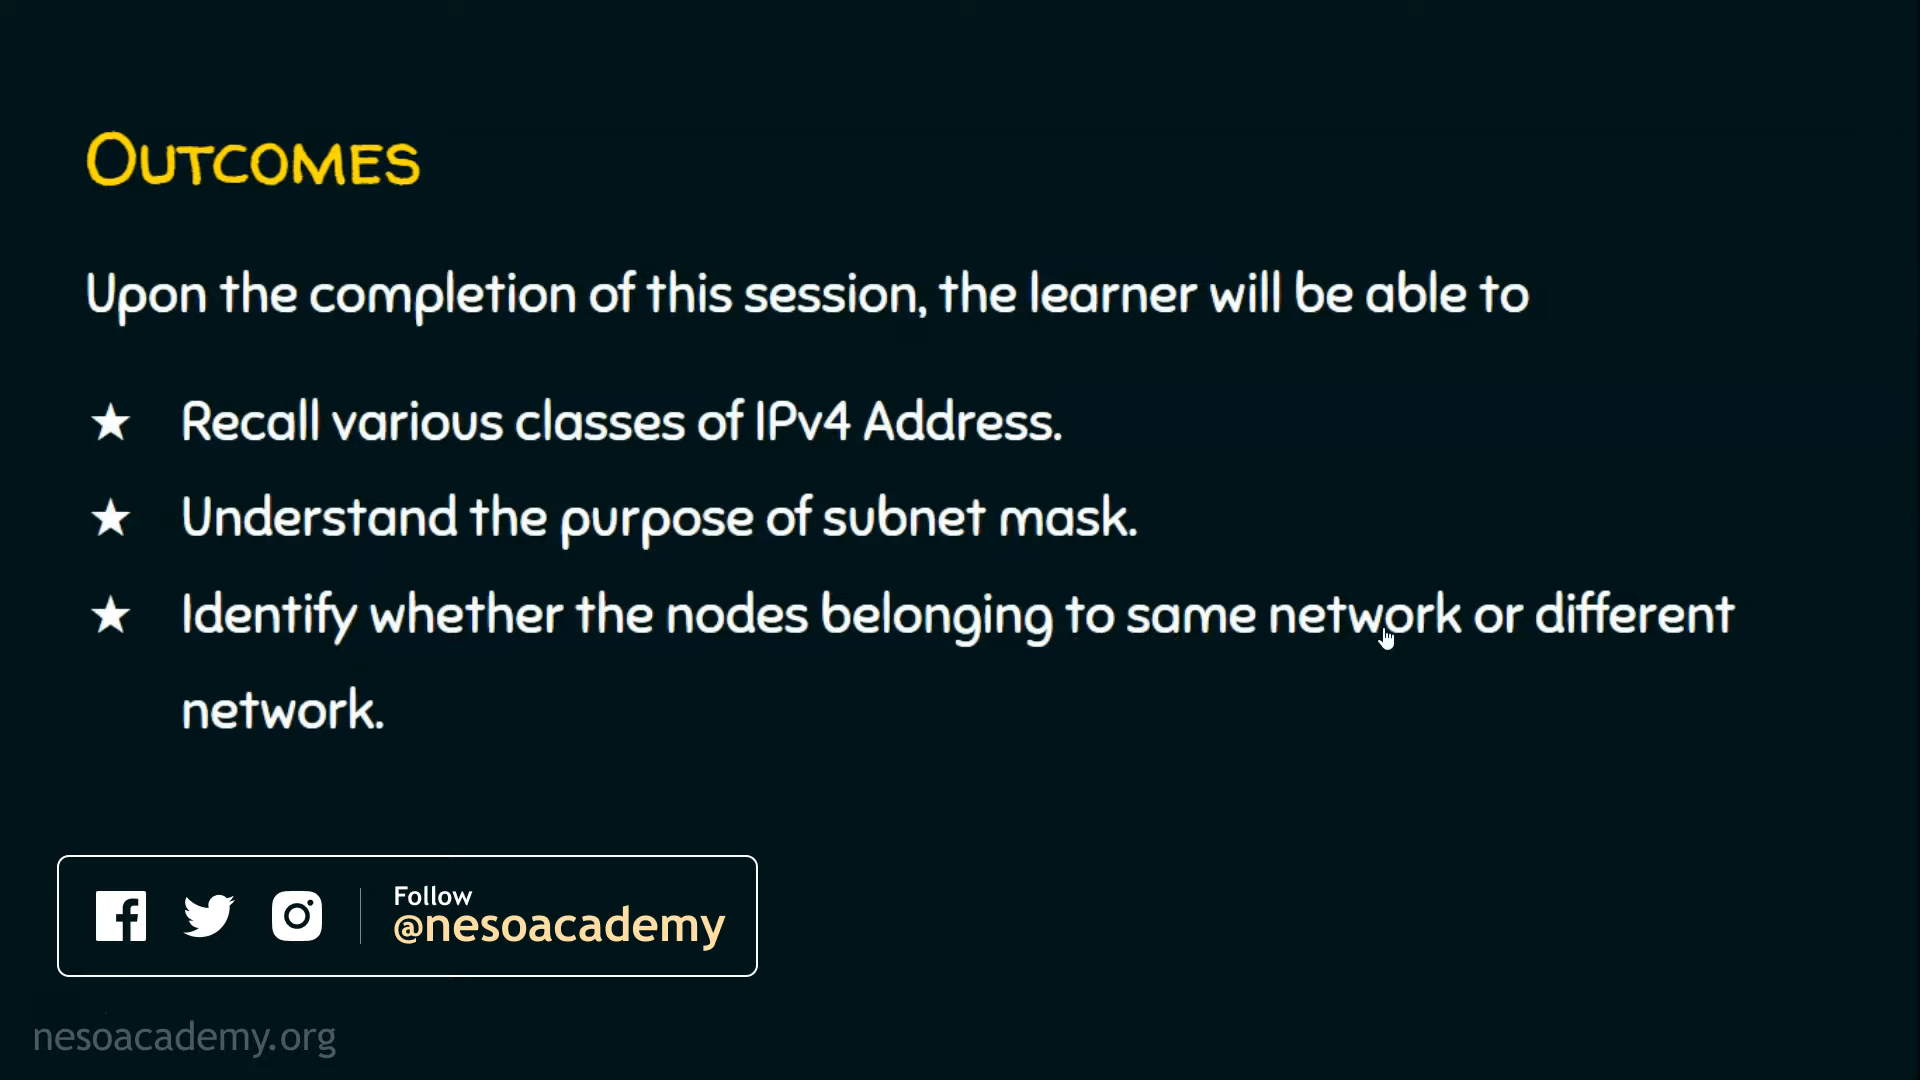 OUTCOMES
Upon the completion of this session, the learner will be able to
★ Recall various classes of IPv4 Address.
★ Understand the purpose of subnet mask.
★ Identify whether the nodes belonging to same network or different
network.
Follow
@nesoacademy
nesoacademy.org